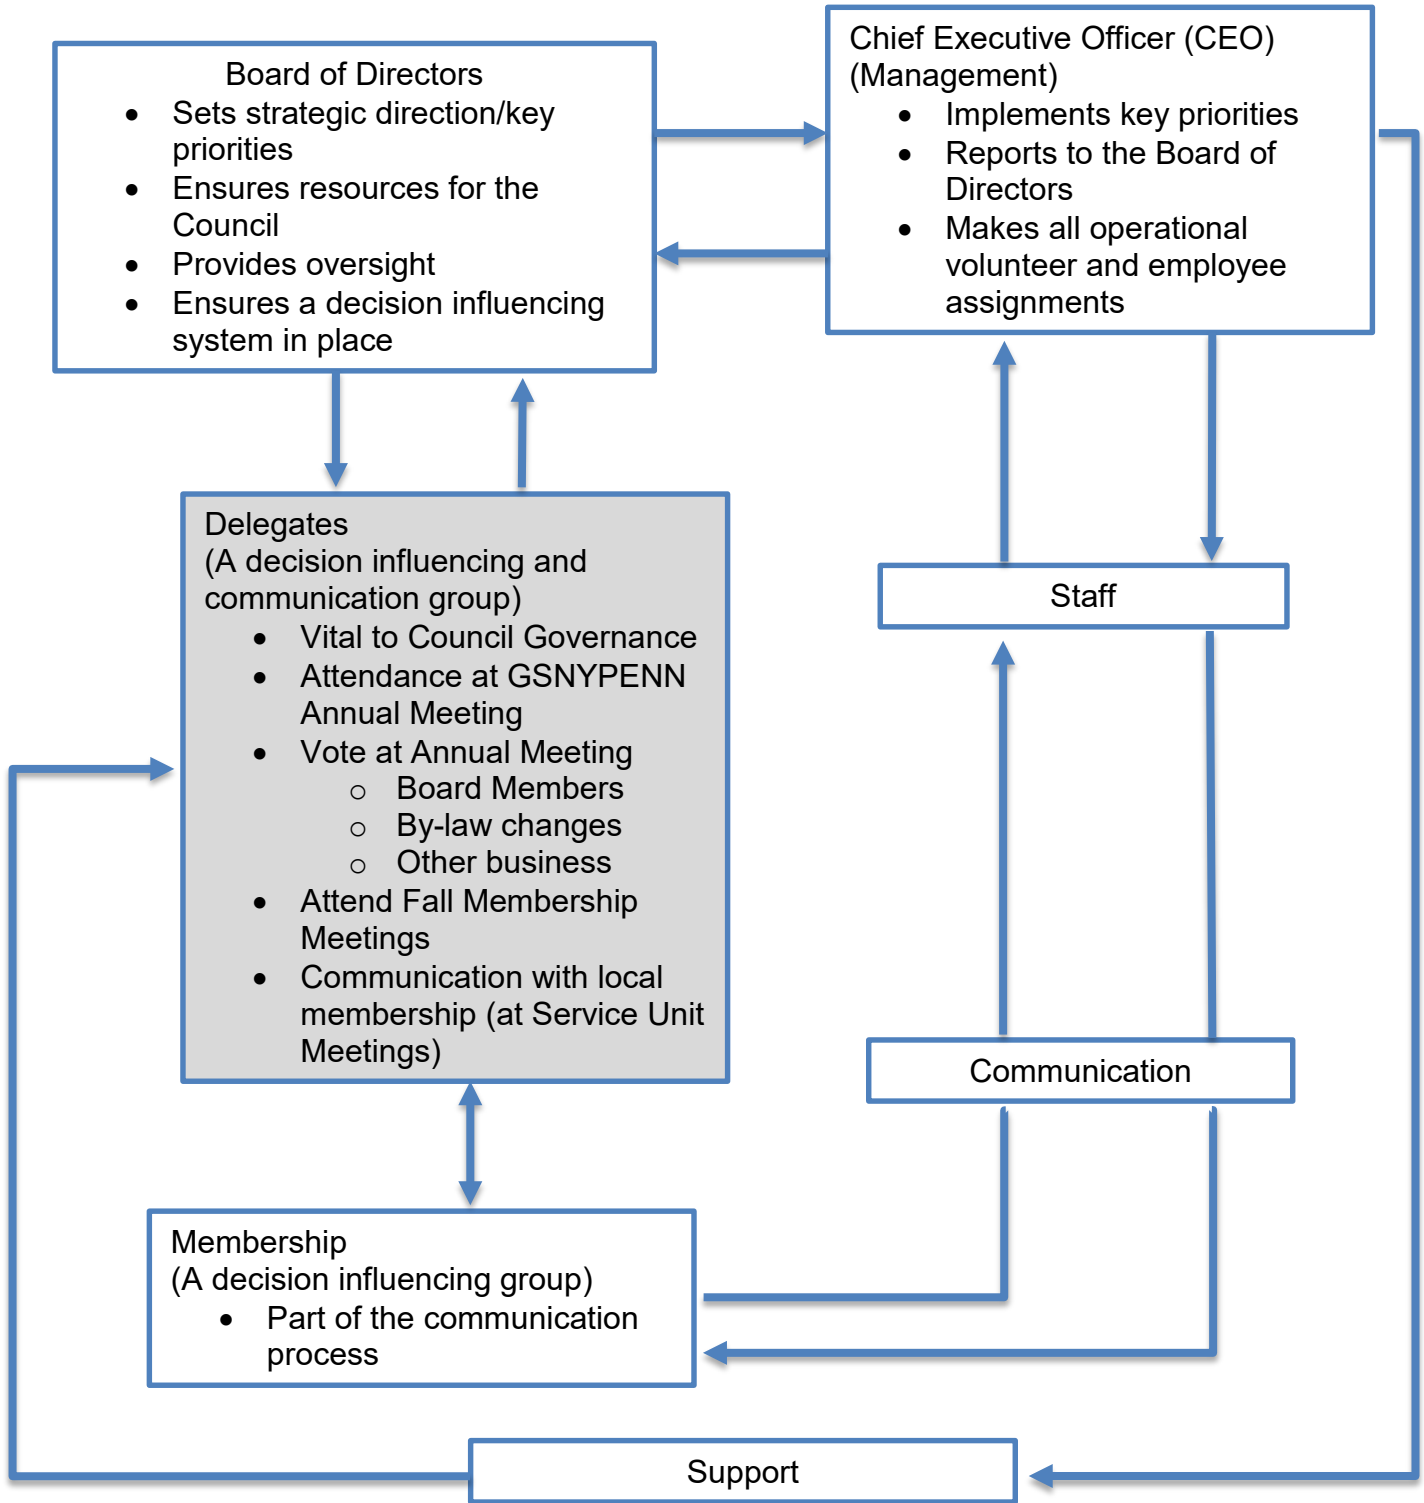 Board of Directors
• Sets strategic direction/key
priorities
• Ensures resources for the
Council
• Provides oversight
• Ensures a decision influencing
system in place
Chief Executive Officer (CEO)
(Management)
• Implements key priorities
• Reports to the Board of
Directors
• Makes all operational
volunteer and employee
assignments
Delegates
(A decision influencing and
communication group)
• Vital to Council Governance
• Attendance at GSNYPENN
Annual Meeting
• Vote at Annual Meeting
o Board Members
o By-law changes
o Other business
• Attend Fall Membership
Meetings
• Communication with local
membership (at Service Unit
Meetings)
Staff
Communication
Membership
(A decision influencing group)
• Part of the communication
process
Support